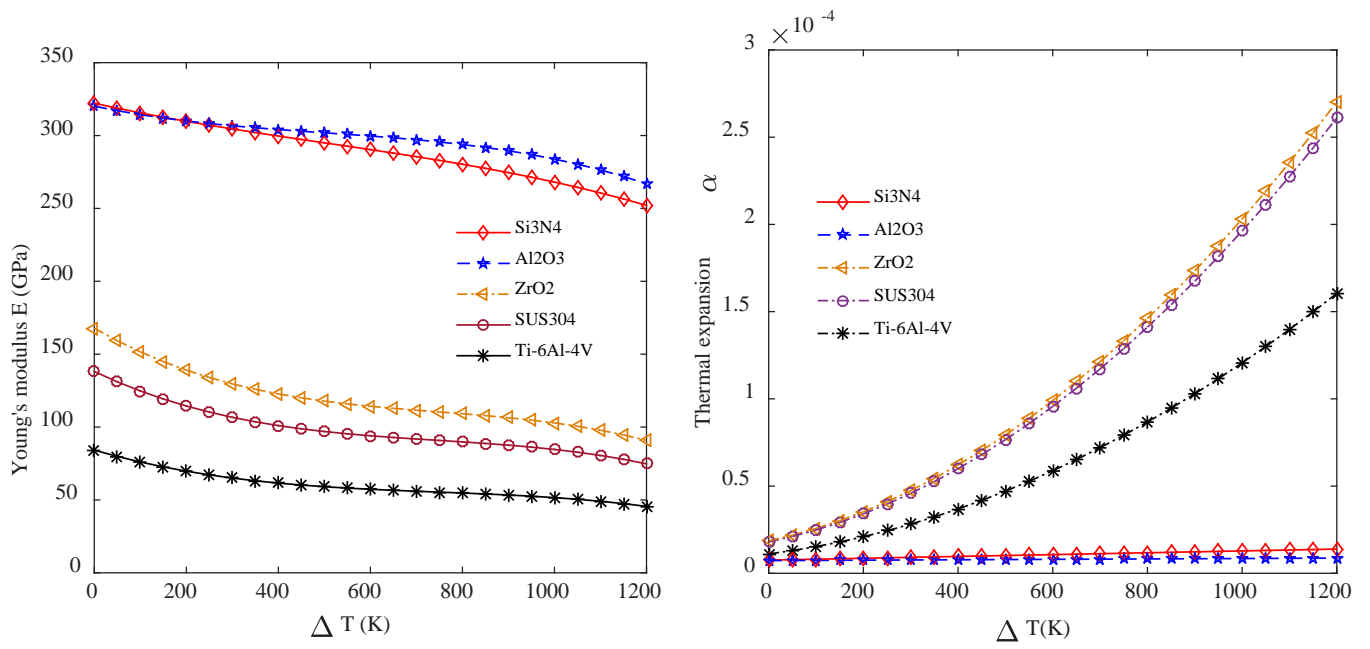 350
300
250
200
150
100
50
0
0 200 400 600 800 1000 1200
Young's modulus E (GPa)
Δ T (K)
Si3N4
Al2O3
ZrO2
SUS304
Ti-6Al-4V
×10⁻⁴
3
2.5
2
1.5
1
0.5
0
0 200 400 600 800 1000 1200
Thermal expansion α
Δ T(K)
Si3N4
Al2O3
ZrO2
SUS304
Ti-6Al-4V